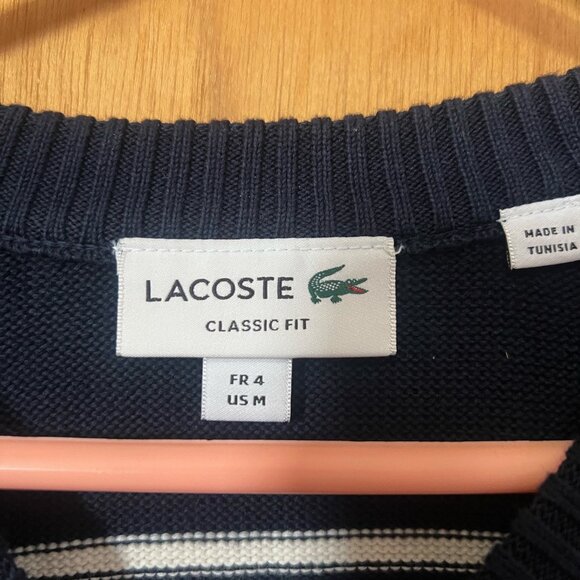 LACOSTE
CLASSIC FIT
FR 4
US M
MADE IN
TUNISIA